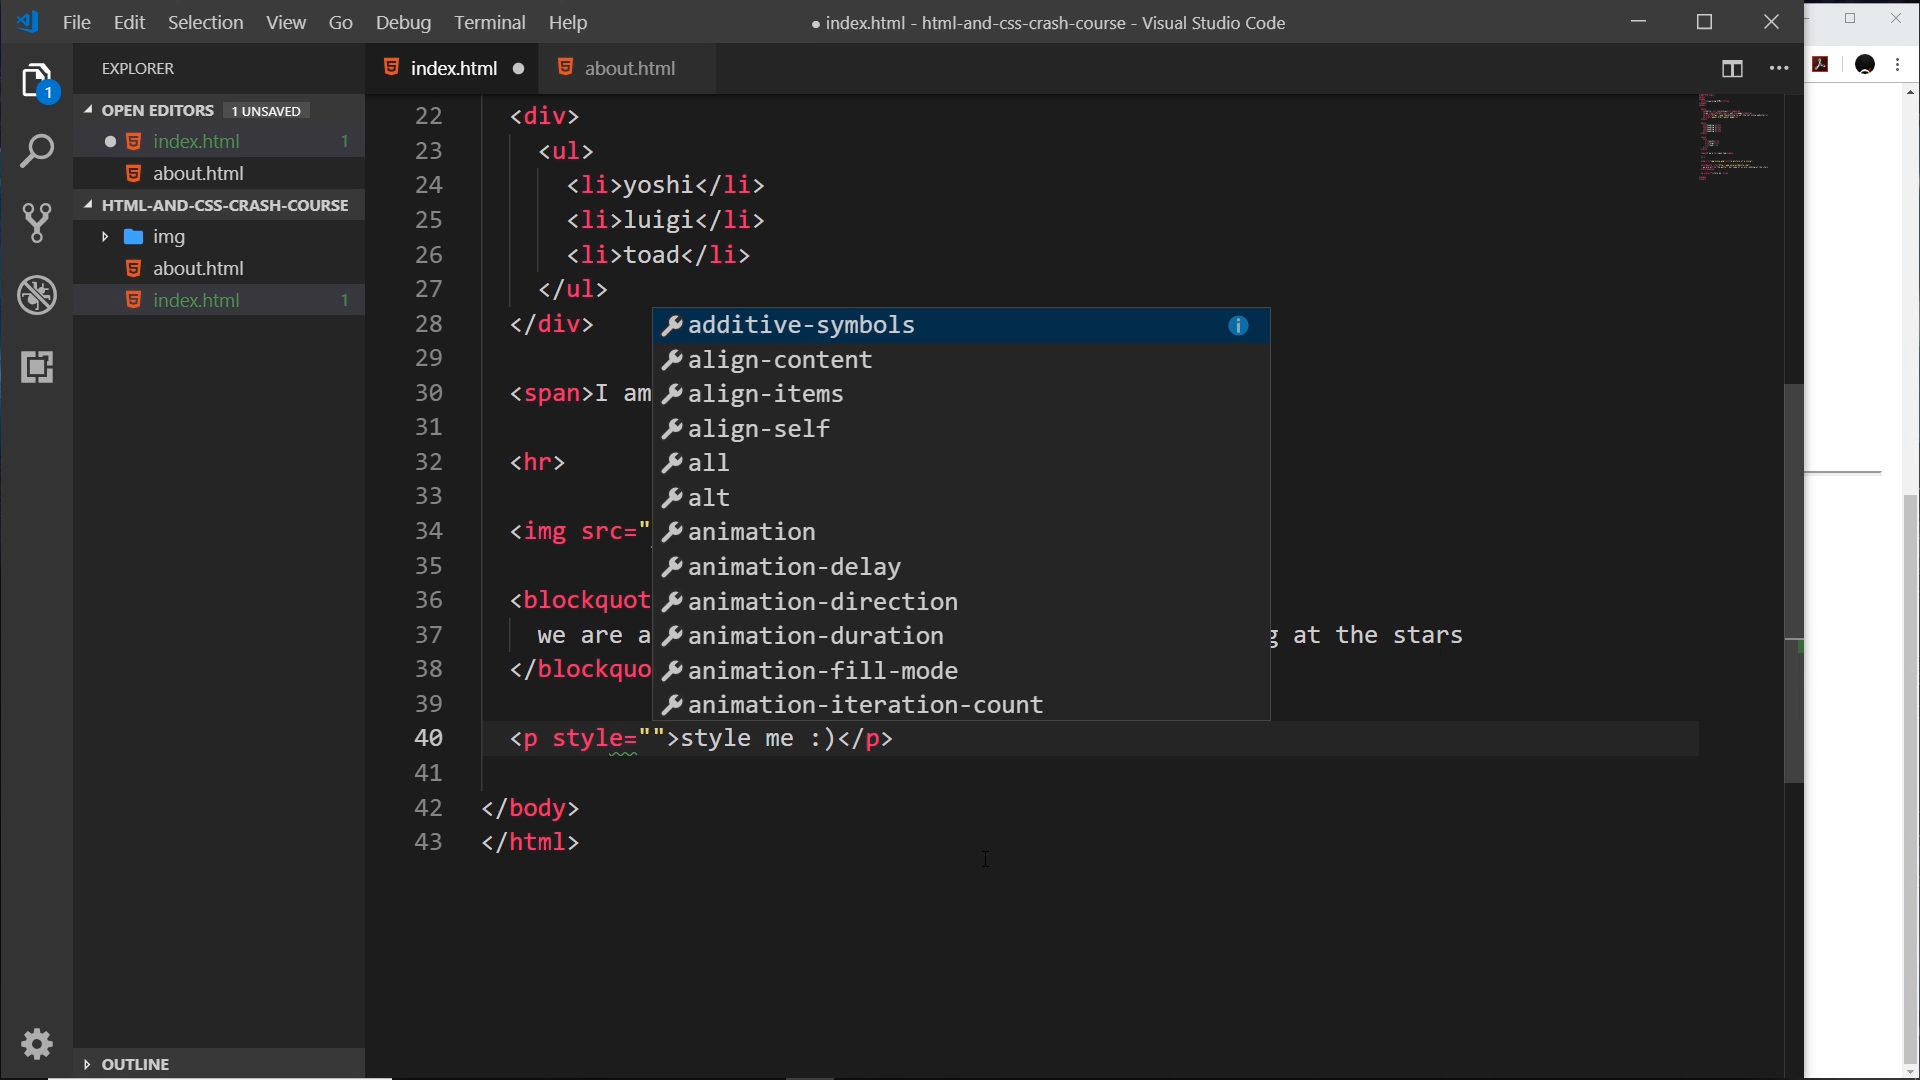 File Edit Selection View Go Debug Terminal Help
● index.html - html-and-css-crash-course - Visual Studio Code
EXPLORER
OPEN EDITORS 1 UNSAVED
index.html 1
about.html
HTML-AND-CSS-CRASH-COURSE
img
about.html
index.html 1
OUTLINE
1
index.html
about.html
22 <div>
23 <ul>
24 <li>yoshi</li>
25 <li>luigi</li>
26 <li>toad</li>
27 </ul>
28 </div>
29
30 <span>I am
31
32 <hr>
33
34 <img src="
35
36 <blockquot
37 we are a g at the stars
38 </blockquo
39
40 <p style="">style me :)</p>
41
42 </body>
43 </html>
additive-symbols
align-content
align-items
align-self
all
alt
animation
animation-delay
animation-direction
animation-duration
animation-fill-mode
animation-iteration-count